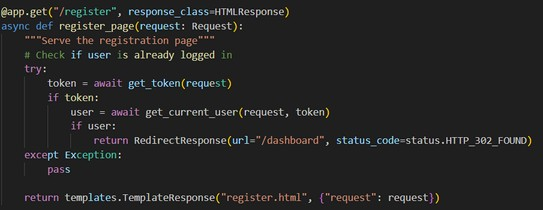 @app.get("/register", response_class=HTMLResponse)
async def register_page(request: Request):
    """Serve the registration page"""
    # Check if user is already logged in
    try:
        token = await get_token(request)
        if token:
            user = await get_current_user(request, token)
            if user:
                return RedirectResponse(url="/dashboard", status_code=status.HTTP_302_FOUND)
    except Exception:
        pass

    return templates.TemplateResponse("register.html", {"request": request})